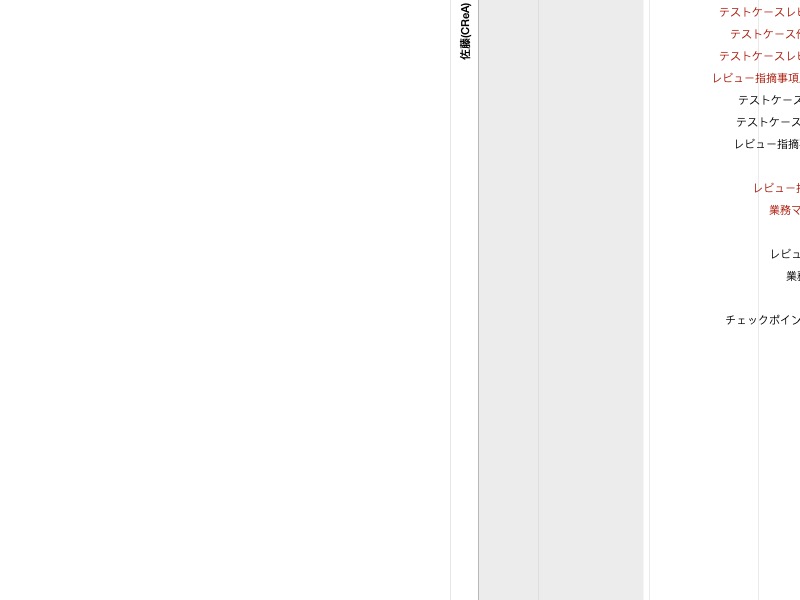 佐藤(CReA)
テストケースレビ
テストケース作
テストケースレビ
レビュー指摘事項
テストケース
テストケース
レビュー指摘
レビュー指
業務マ
レビュ
業務
チェックポイン